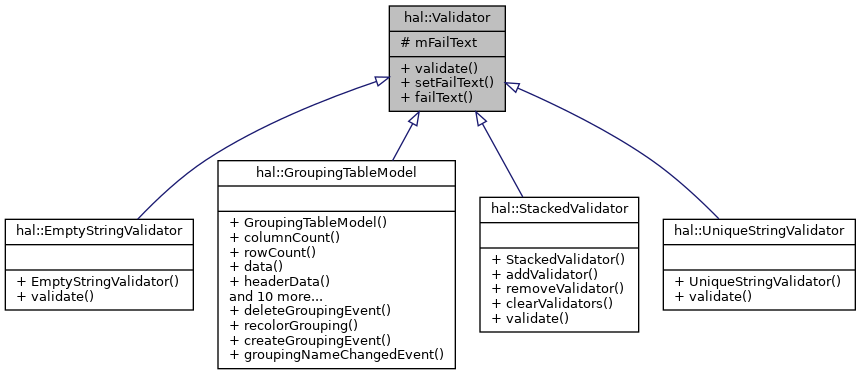 hal::Validator
# mFailText
+ validate()
+ setFailText()
+ failText()
hal::EmptyStringValidator
+ EmptyStringValidator()
+ validate()
hal::GroupingTableModel
+ GroupingTableModel()
+ columnCount()
+ rowCount()
+ data()
+ headerData()
and 10 more...
+ deleteGroupingEvent()
+ recolorGrouping()
+ createGroupingEvent()
+ groupingNameChangedEvent()
hal::StackedValidator
+ StackedValidator()
+ addValidator()
+ removeValidator()
+ clearValidators()
+ validate()
hal::UniqueStringValidator
+ UniqueStringValidator()
+ validate()